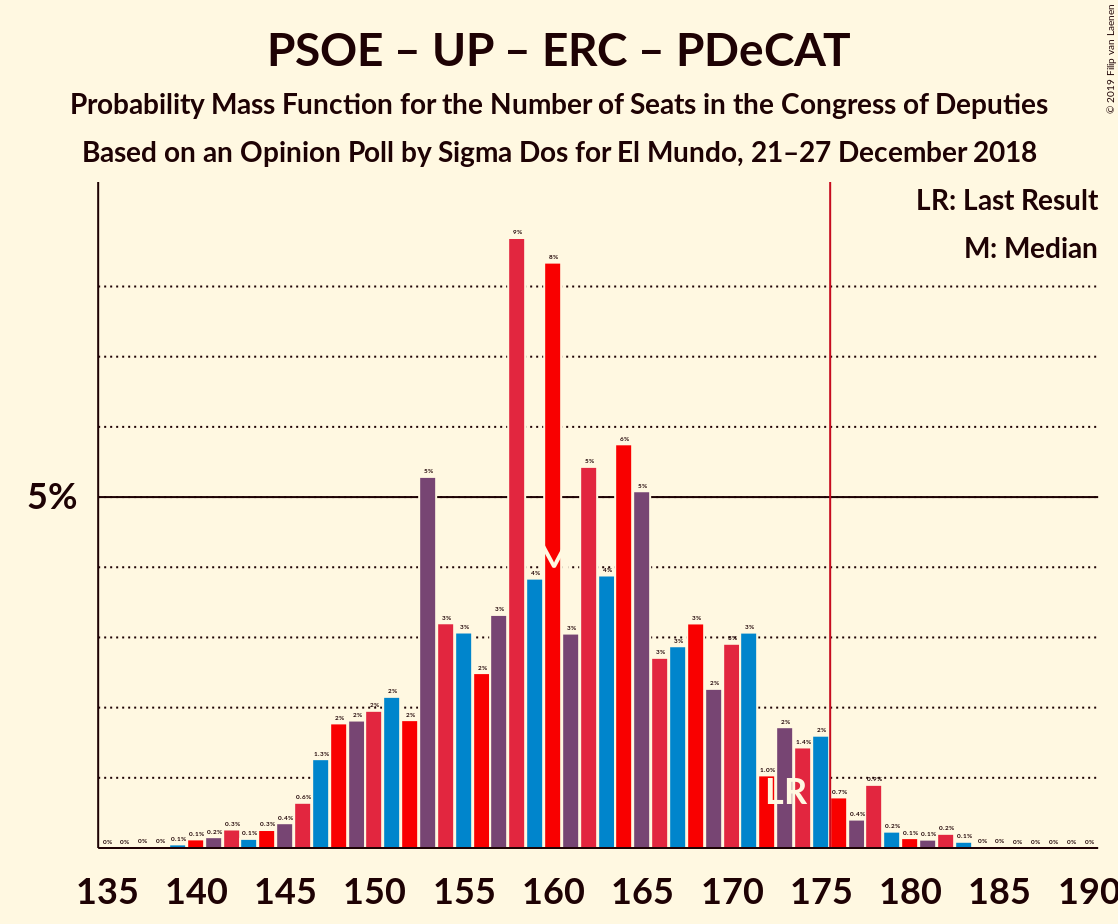 PSOE – UP – ERC – PDeCAT
Probability Mass Function for the Number of Seats in the Congress of Deputies
Based on an Opinion Poll by Sigma Dos for El Mundo, 21–27 December 2018
© 2019 Filip van Laenen
LR: Last Result
M: Median
5%
0% 0% 0% 0% 0.1% 0.1% 0.2% 0.3% 0.1% 0.3% 0.4% 0.6% 1.3% 2% 2% 2% 2% 2% 5% 3% 3% 2% 3% 9% 4% 8% 3% 5% 4% 6% 5% 3% 3% 3% 2% 3% 3% 1.0% 2% 1.4% 2% 0.7% 0.4% 0.9% 0.2% 0.1% 0.1% 0.2% 0.1% 0% 0% 0% 0% 0% 0% 0%
M
LR
135 140 145 150 155 160 165 170 175 180 185 190